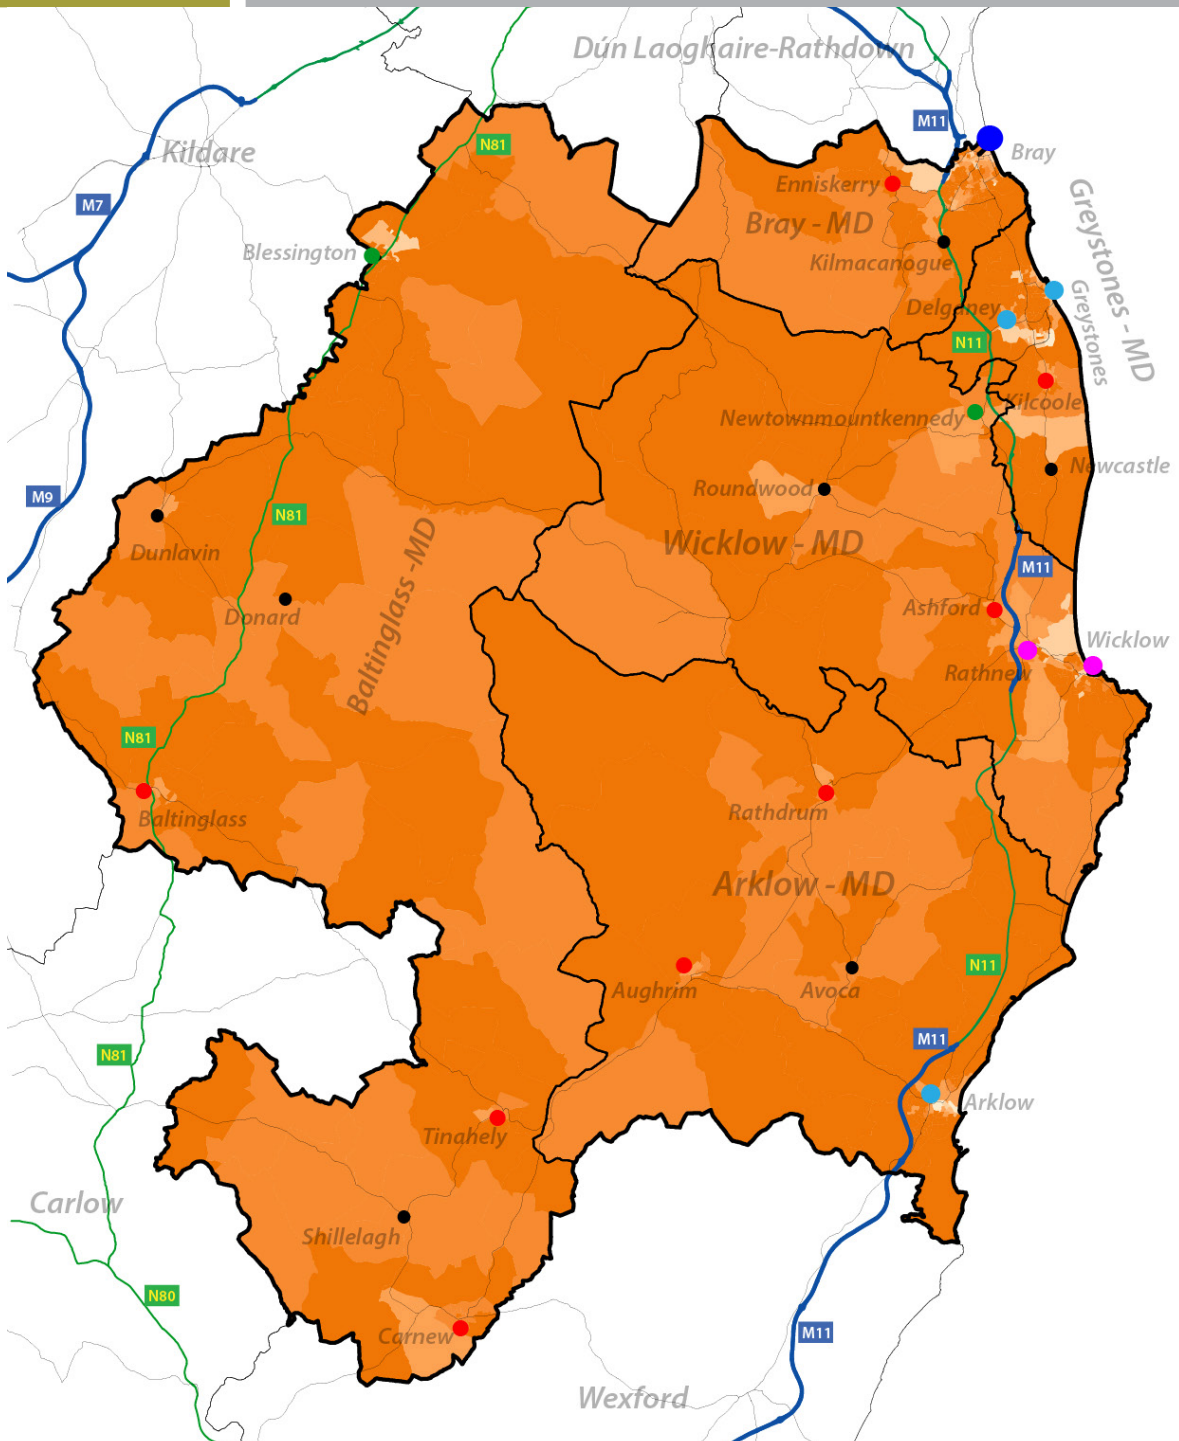 Dún Laoghaire-Rathdown
M11
N81
Kildare
Bray
Enniskerry
M7
Bray - MD
Greystones - MD
Blessington
Kilmacanogue
Delganey
Greystones
N11
Kilcoole
Newtownmountkennedy
Newcastle
Roundwood
M9
N81
Dunlavin
Wicklow - MD
M11
Baltinglass -MD
Ashford
Donard
Wicklow
Rathnew
N81
Baltinglass
Rathdrum
Arklow - MD
N11
Aughrim
Avoca
M11
N81
Arklow
Tinahely
Carlow
Shillelagh
N80
Carnew
M11
Wexford